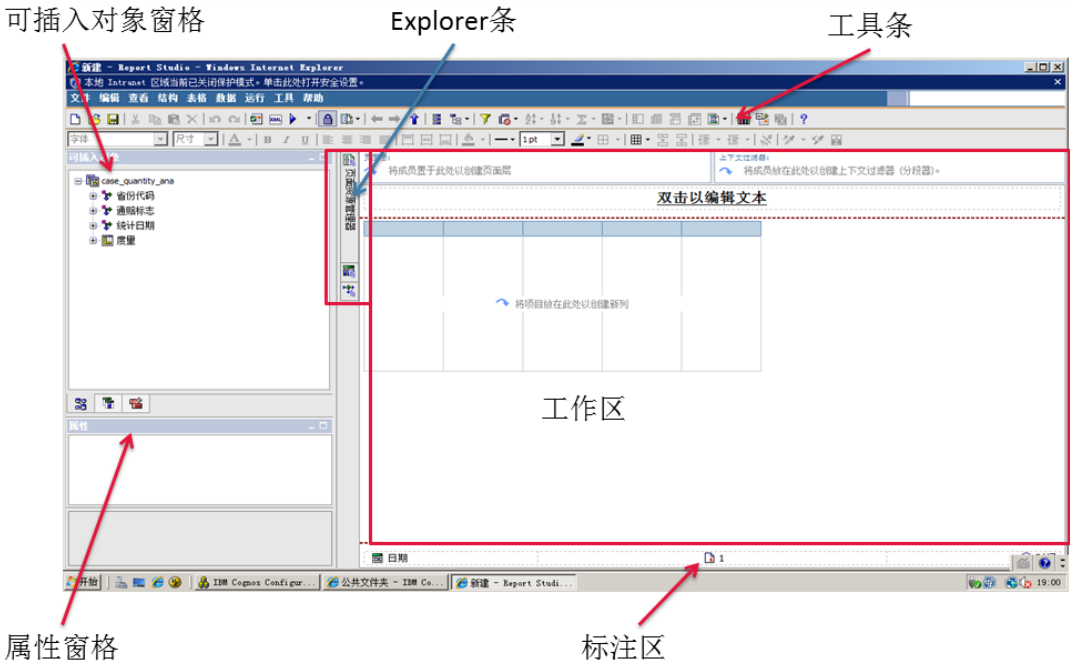 可插入对象窗格
Explorer条
工具条
新建 - Report Studio - Windows Internet Explorer
本地 Intranet 区域当前已关闭保护模式。单击此处打开安全设置。
文件 编辑 查看 结构 表格 数据 运行 工具 帮助
字体
尺寸
1pt
可插入对象
case_quantity_ana
省份代码
通赔标志
统计日期
度量
属性
页面资源管理器
将成员置于此处以创建页面层
上下文过滤器:
将成员放在此处以创建上下文过滤器 (分段器)。
双击以编辑文本
将项目放在此处以创建新列
工作区
日期
1
开始
IBM Cognos Configur...
公共文件夹 - IBM Co...
新建 - Report Studi...
19:00
属性窗格
标注区